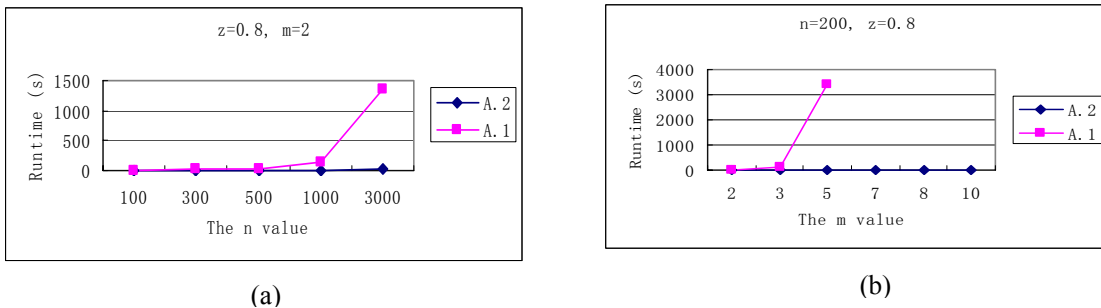 z=0.8, m=2
Runtime (s)
1500
1000
500
0
100 300 500 1000 3000
The n value
A.2
A.1
(a)
n=200, z=0.8
Runtime (s)
4000
3000
2000
1000
0
2 3 5 7 8 10
The m value
A.2
A.1
(b)